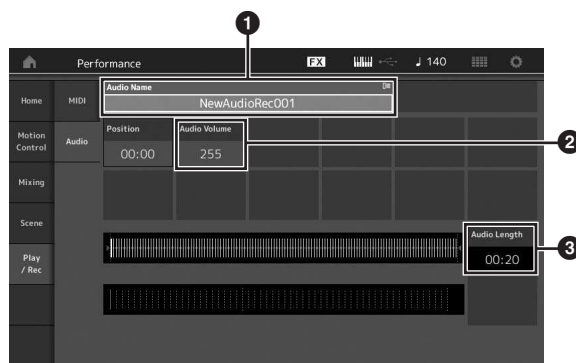 1
Performance
FX
♩ 140
Home
MIDI
Audio Name
NewAudioRec001
Motion
Control
Audio
Position
00:00
Audio Volume
255
2
Mixing
Scene
Play
/ Rec
Audio Length
00:20
3